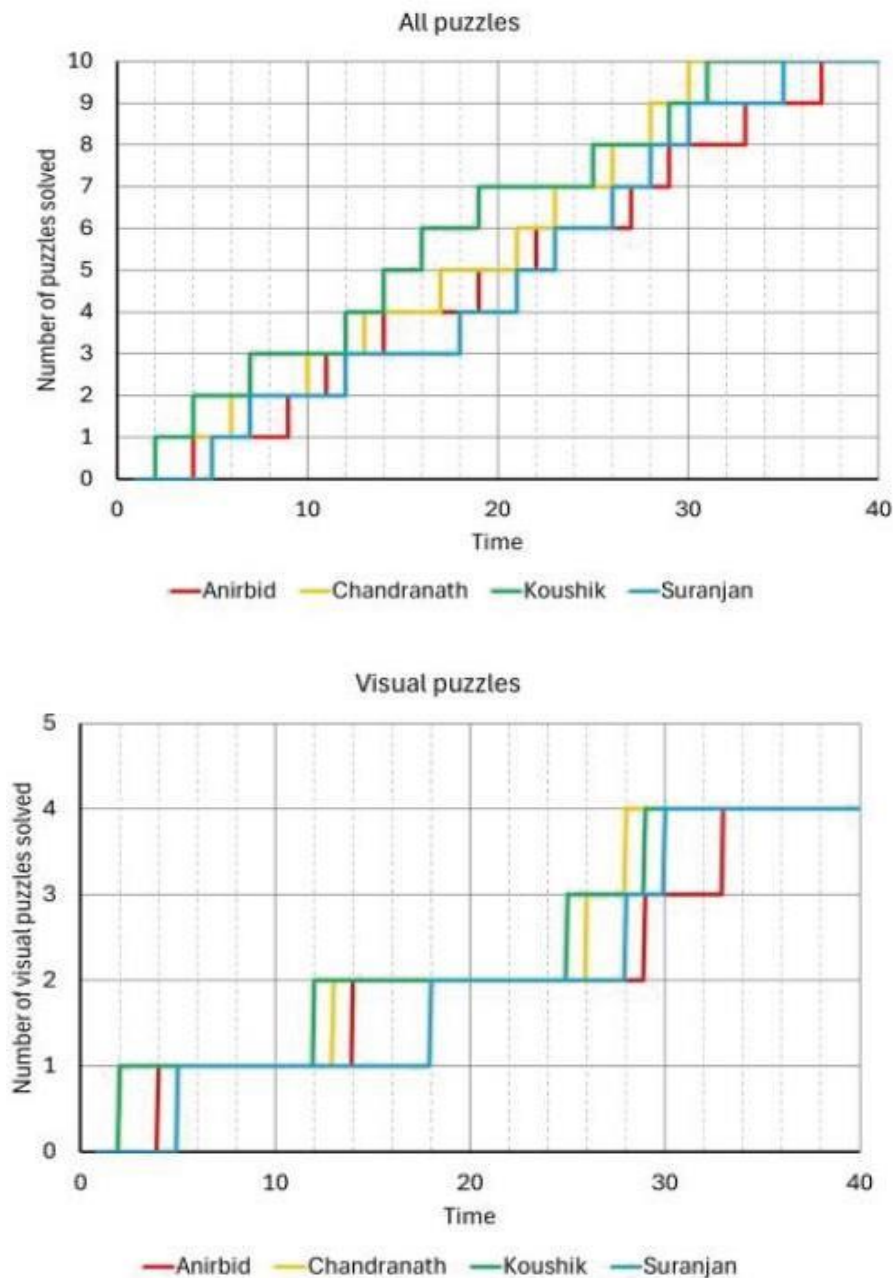 All puzzles
10
9
8
7
6
5
4
3
2
1
0
Number of puzzles solved
0 10 20 30 40
Time
Anirbid Chandranath Koushik Suranjan
Visual puzzles
5
4
3
2
1
0
Number of visual puzzles solved
0 10 20 30 40
Time
Anirbid Chandranath Koushik Suranjan